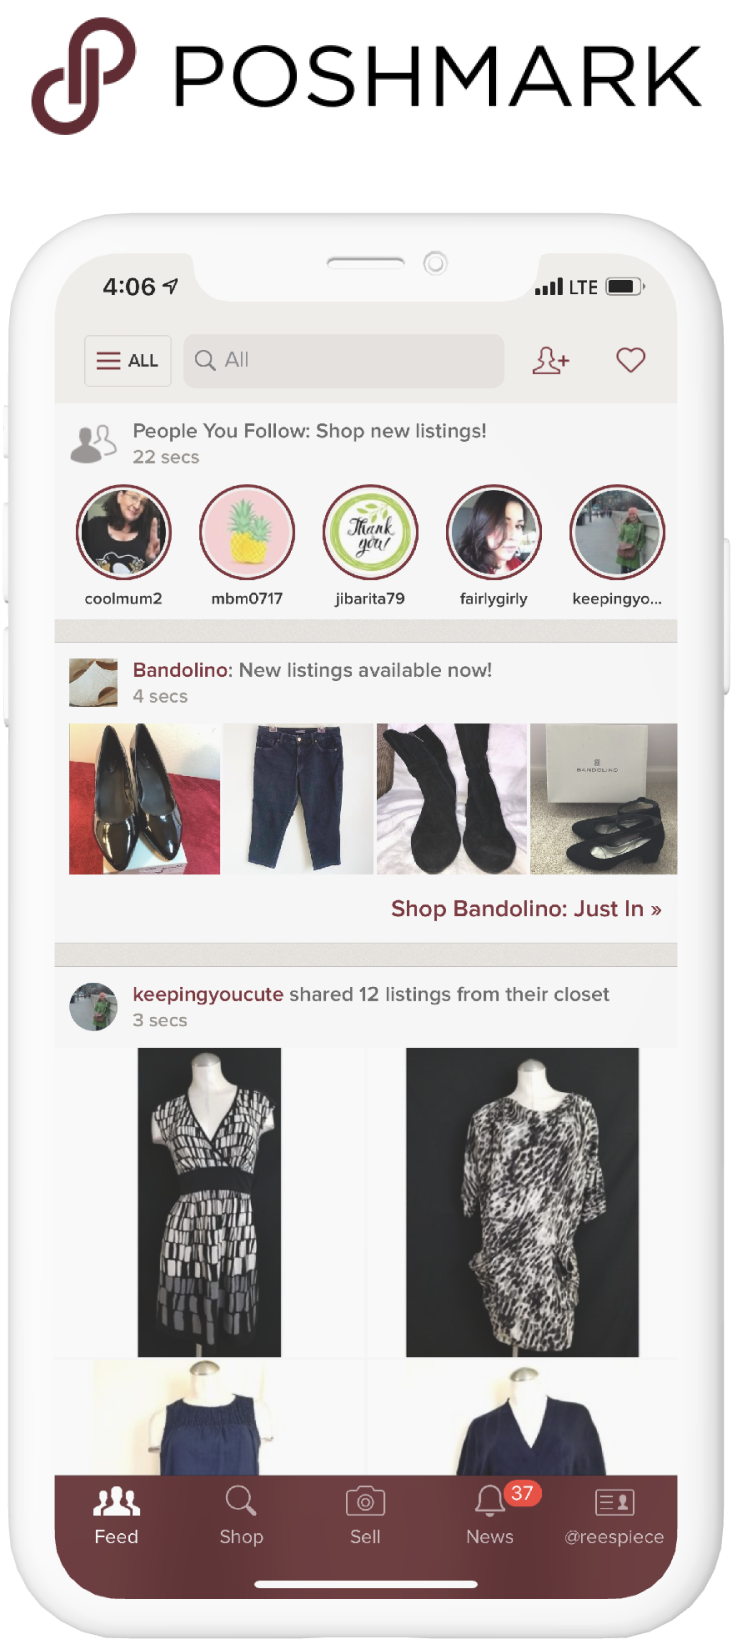 POSHMARK
4:06
LTE
ALL
All
People You Follow: Shop new listings!
22 secs
Thank
you!
coolmum2
mbm0717
jibarita79
fairlygirly
keepingyo...
Bandolino: New listings available now!
4 secs
BANDOLINO
Shop Bandolino: Just In »
keepingyoucute shared 12 listings from their closet
3 secs
37
Feed
Shop
Sell
News
@reespiece